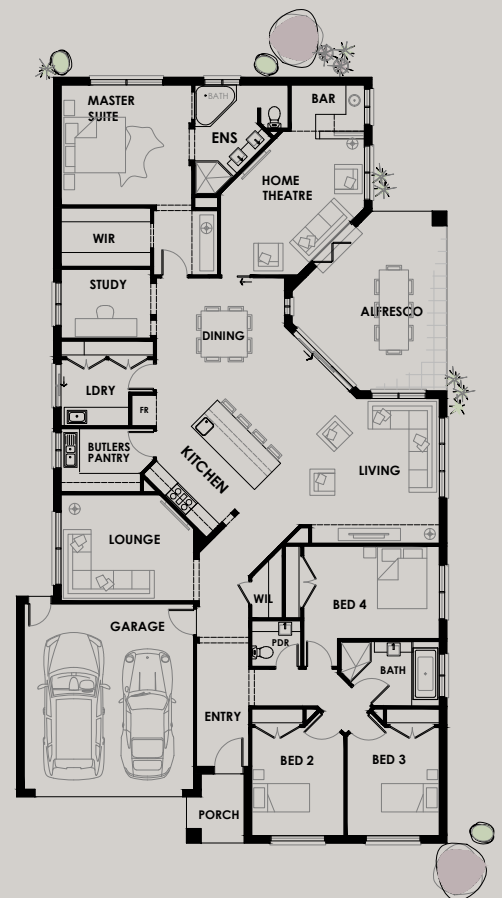 MASTER
SUITE
BATH
ENS
BAR
HOME
THEATRE
WIR
STUDY
DINING
ALFRESCO
LDRY
FR
BUTLERS
PANTRY
KITCHEN
LIVING
LOUNGE
WIL
BED 4
GARAGE
PDR
BATH
ENTRY
BED 2
BED 3
PORCH